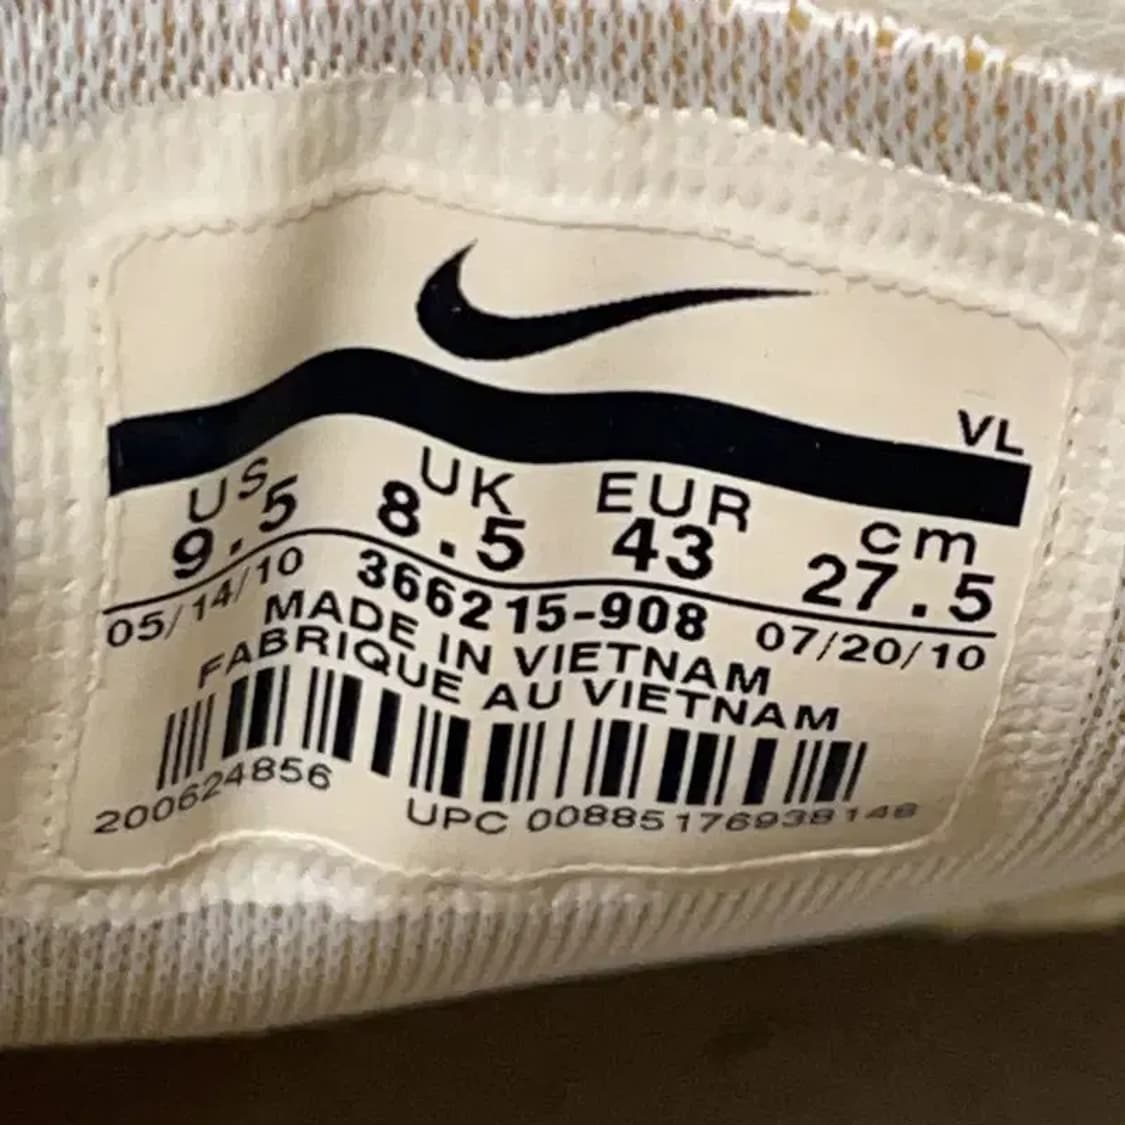 VL
US UK EUR cm
9.5 8.5 43 27.5
05/14/10 366215-908 07/20/10
MADE IN VIETNAM
FABRIQUE AU VIETNAM
200624856 UPC 00885176938148